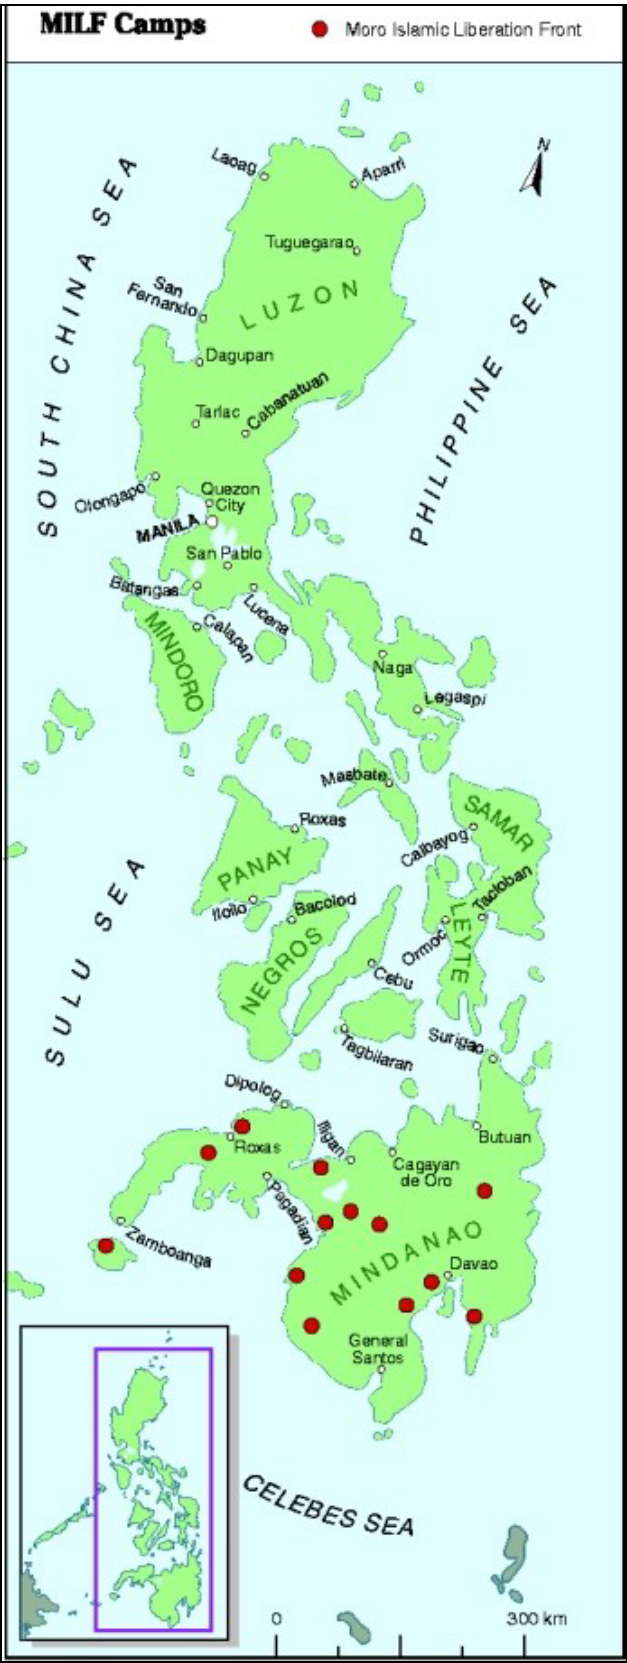 MILF Camps
Moro Islamic Liberation Front
N
Laoag
Aparri
Tuguegarao
SOUTH CHINA SEA
San
Fernando
LUZON
PHILIPPINE SEA
Dagupan
Tarlac
Cabanatuan
Olongapo
Quezon
City
MANILA
San Pablo
Batangas
Lucena
Calapan
MINDORO
Naga
Legaspi
Masbate
SAMAR
Roxas
Calbayog
PANAY
Tacloban
Iloilo
Bacolod
LEYTE
Ormoc
SULU SEA
NEGROS
Cebu
Tagbilaran
Surigao
Dipolog
Iligan
Butuan
Roxas
Cagayan
de Oro
Pagadian
Zamboanga
MINDANAO
Davao
General
Santos
CELEBES SEA
0
300 km